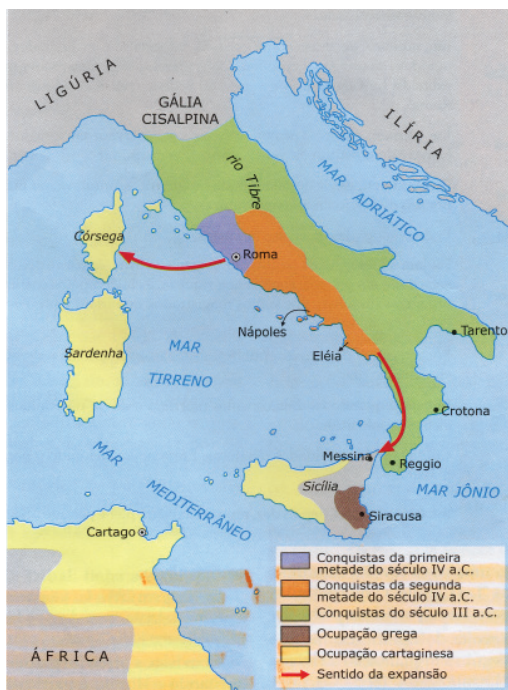 LIGÚRIA
GÁLIA
CISALPINA
ILÍRIA
rio Tibre
MAR ADRIÁTICO
Córsega
Roma
Nápoles
Tarento
Sardenha
MAR
TIRRENO
Eléia
Crotona
Messina
Reggio
MAR
MEDITERRÂNEO
Sicília
MAR JÔNIO
Siracusa
Cartago
ÁFRICA
Conquistas da primeira
metade do século IV a.C.
Conquistas da segunda
metade do século IV a.C.
Conquistas do século III a.C.
Ocupação grega
Ocupação cartaginesa
Sentido da expansão